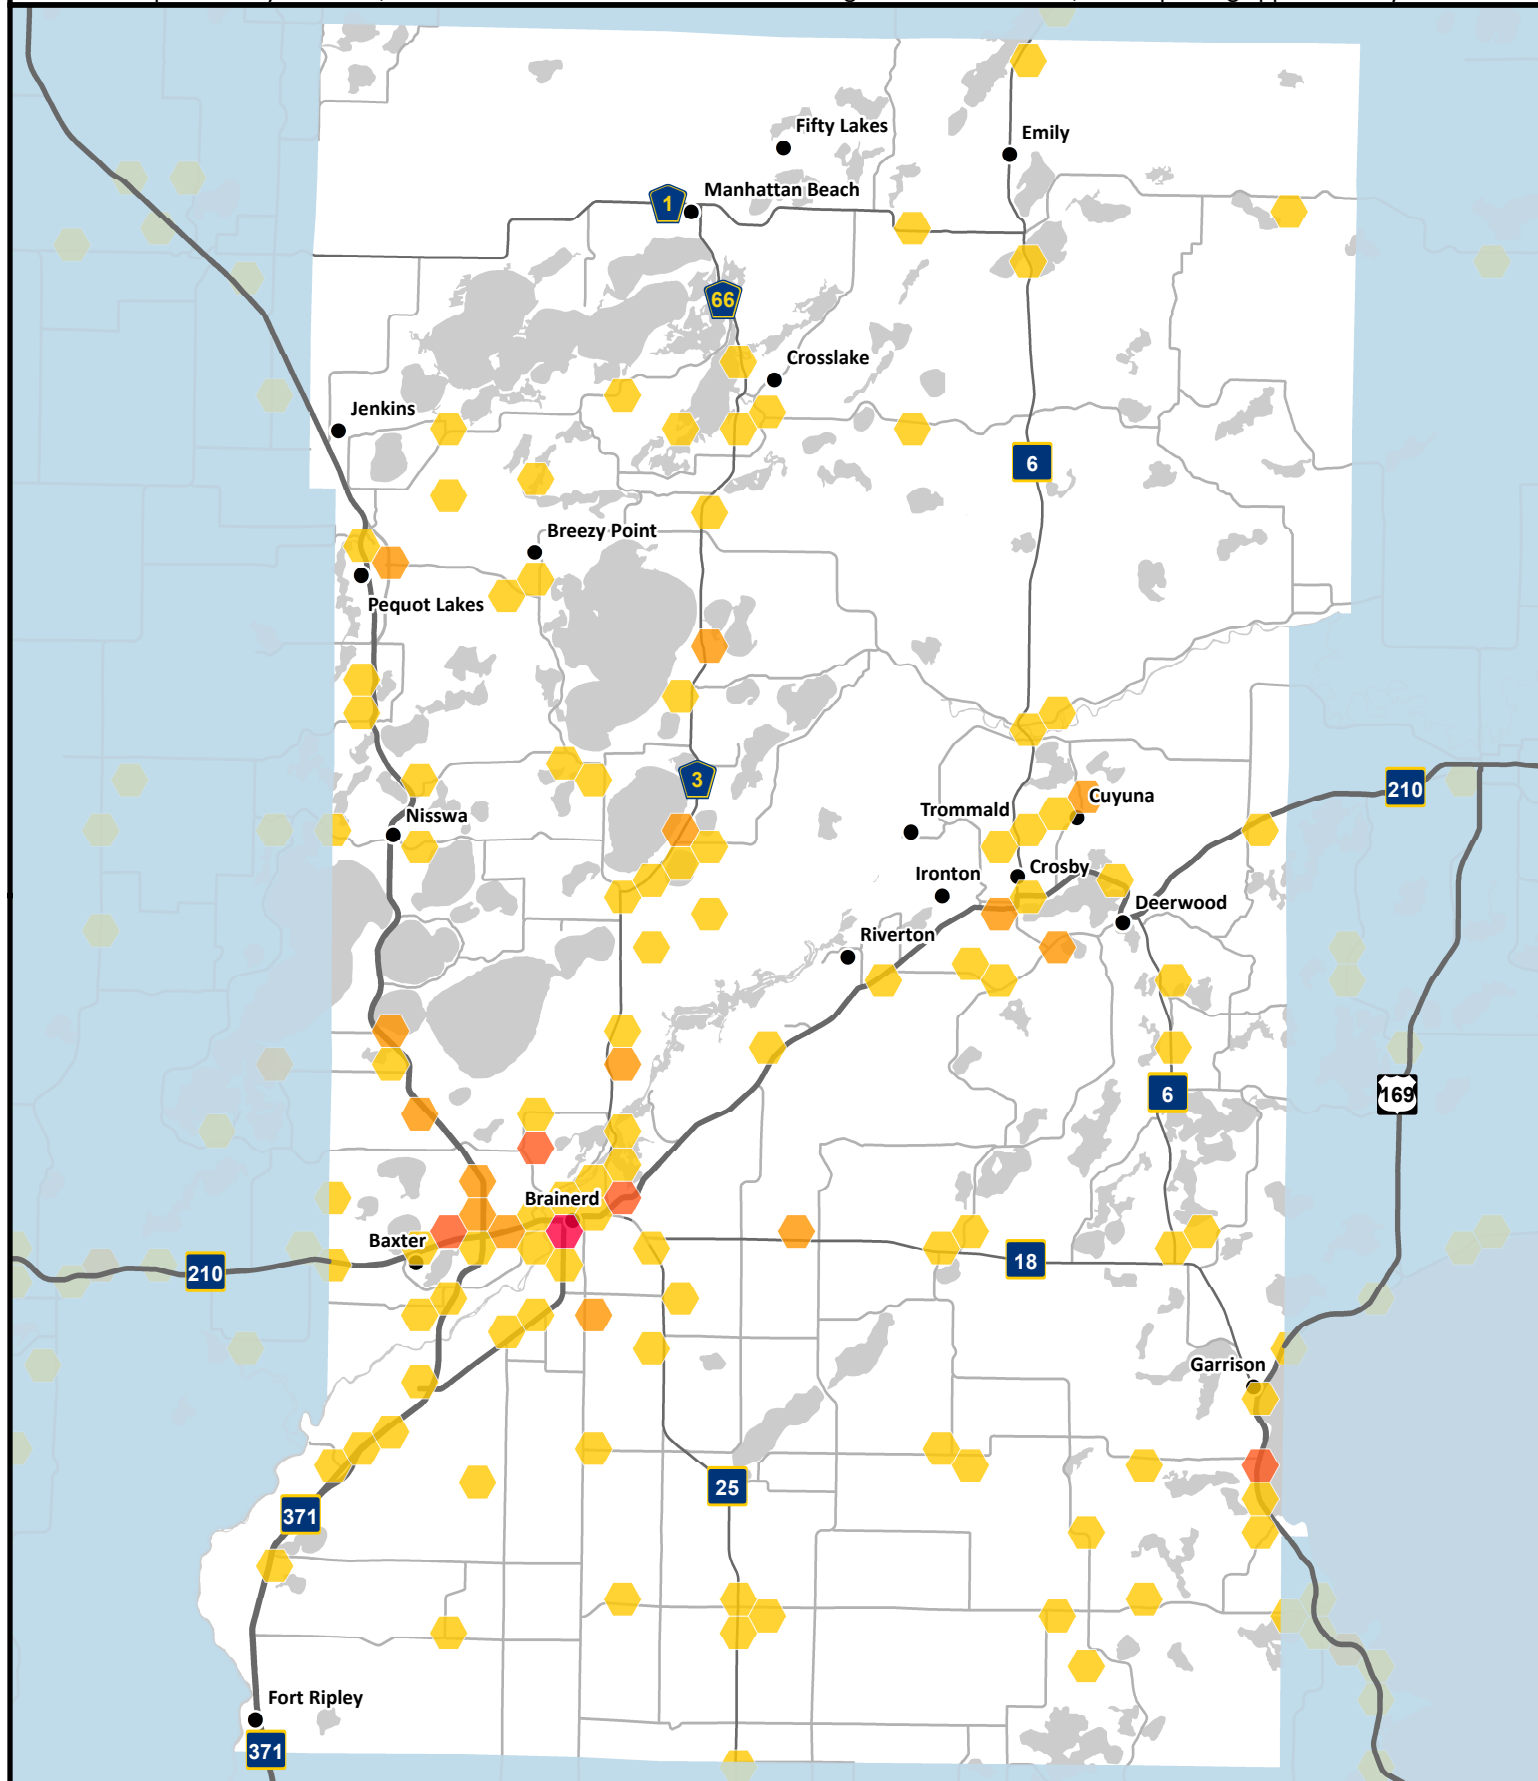 Fifty Lakes
Emily
Manhattan Beach
1
66
Crosslake
Jenkins
6
Breezy Point
Pequot Lakes
3
210
Cuyuna
Trommald
Nisswa
Crosby
Ironton
Deerwood
Riverton
6
169
Brainerd
Baxter
18
210
Garrison
25
371
Fort Ripley
371